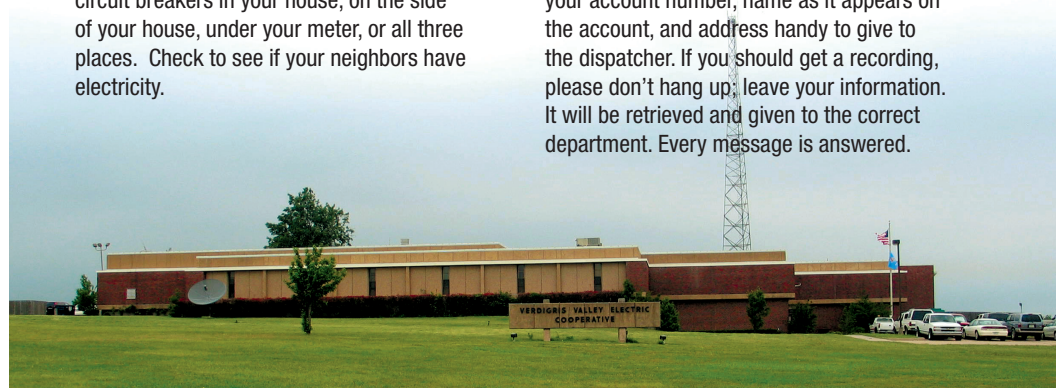 circuit breakers in your house, on the side
of your house, under your meter, or all three
places. Check to see if your neighbors have
electricity.
your account number, name as it appears on
the account, and address handy to give to
the dispatcher. If you should get a recording,
please don’t hang up; leave your information.
It will be retrieved and given to the correct
department. Every message is answered.
VERDIGRIS VALLEY ELECTRIC
COOPERATIVE